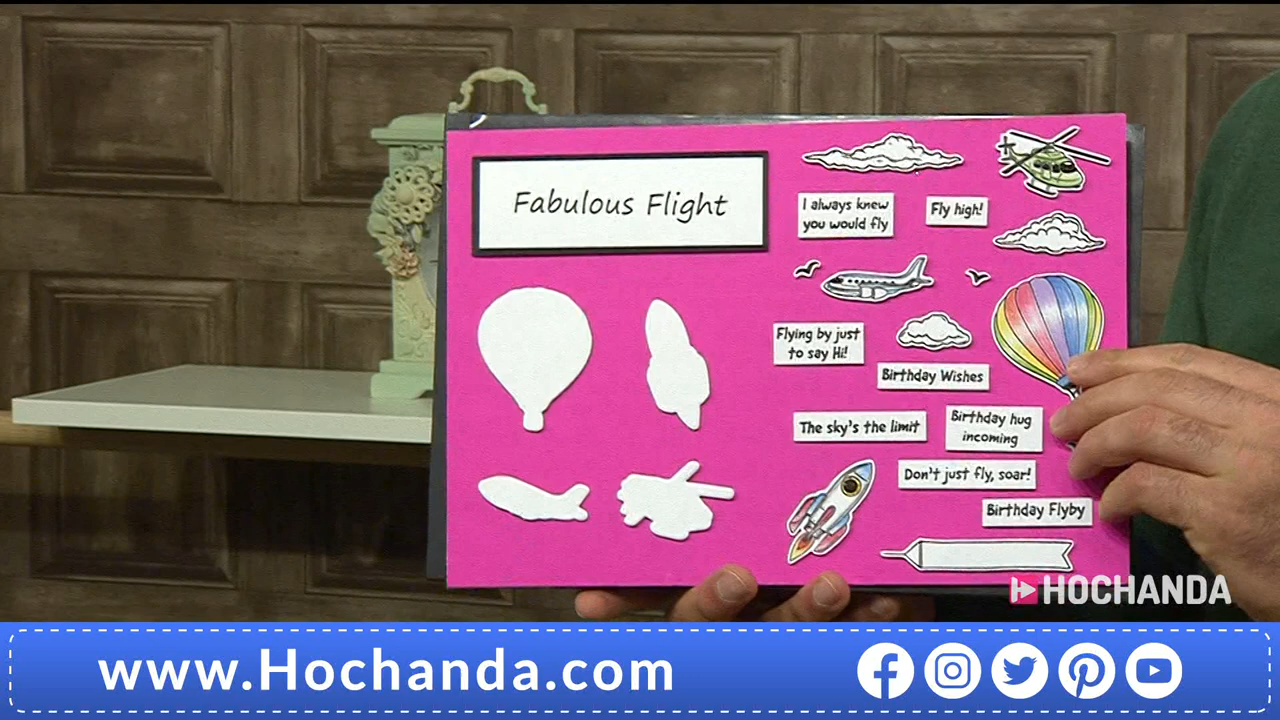 Fabulous Flight
I always knew
you would fly
Fly high!
Flying by just
to say Hi!
Birthday Wishes
The sky's the limit
Birthday hug
incoming
Don't just fly, soar!
Birthday Flyby
HOCHANDA
www.Hochanda.com